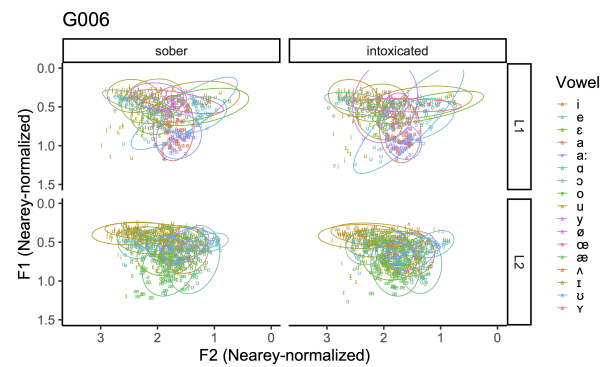 G006
sober intoxicated
0.0
0.5
1.0
1.5
L1
0.0
0.5
1.0
1.5
L2
3 2 1 0 3 2 1 0
F2 (Nearey-normalized)
F1 (Nearey-normalized)
Vowel
i
e
ɛ
a
aː
ɑ
ɔ
o
u
y
ø
œ
æ
ʌ
ɪ
ʊ
ʏ